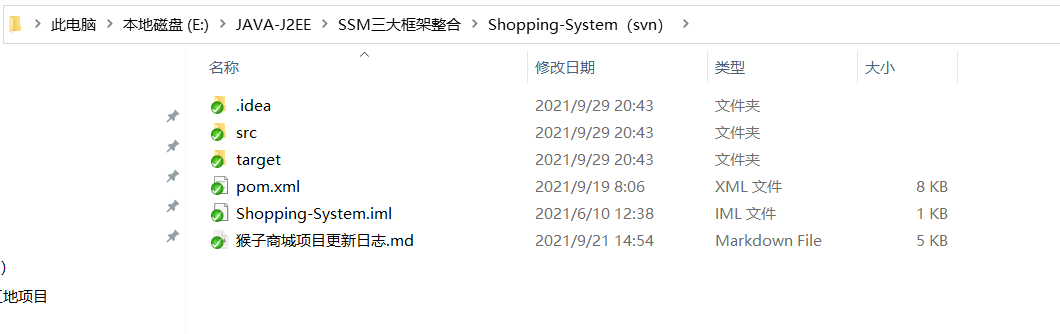 此电脑 > 本地磁盘 (E:) > JAVA-J2EE > SSM三大框架整合 > Shopping-System（svn） >
名称 修改日期 类型 大小
.idea 2021/9/29 20:43 文件夹
src 2021/9/29 20:43 文件夹
target 2021/9/29 20:43 文件夹
pom.xml 2021/9/19 8:06 XML 文件 8 KB
Shopping-System.iml 2021/6/10 12:38 IML 文件 1 KB
猴子商城项目更新日志.md 2021/9/21 14:54 Markdown File 5 KB
)
地项目